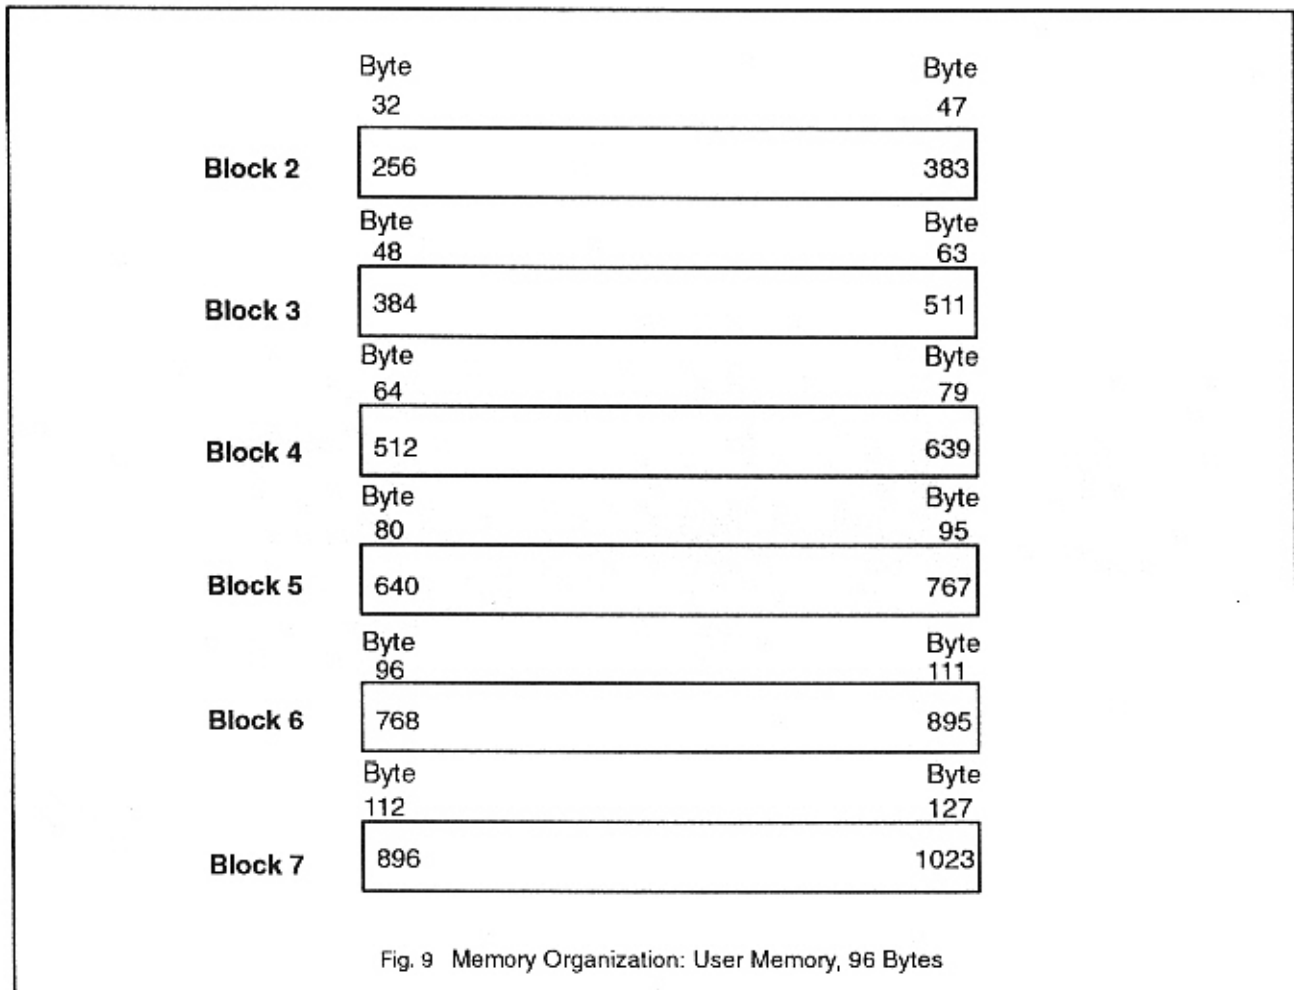 Byte Byte
32 47
Block 2 256 383
Byte Byte
48 63
Block 3 384 511
Byte Byte
64 79
Block 4 512 639
Byte Byte
80 95
Block 5 640 767
Byte Byte
96 111
Block 6 768 895
Byte Byte
112 127
Block 7 896 1023
Fig. 9 Memory Organization: User Memory, 96 Bytes